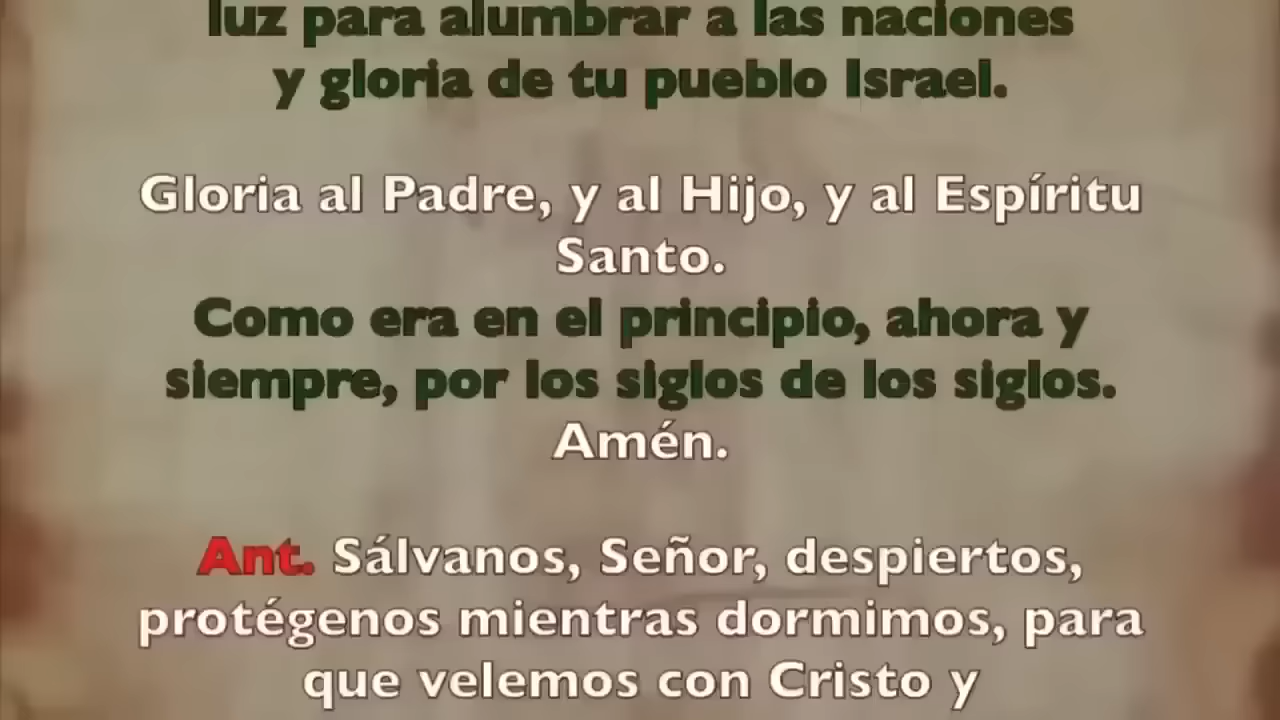 luz para alumbrar a las naciones
y gloria de tu pueblo Israel.
Gloria al Padre, y al Hijo, y al Espíritu
Santo.
Como era en el principio, ahora y
siempre, por los siglos de los siglos.
Amén.
Ant. Sálvanos, Señor, despiertos,
protégenos mientras dormimos, para
que velemos con Cristo y